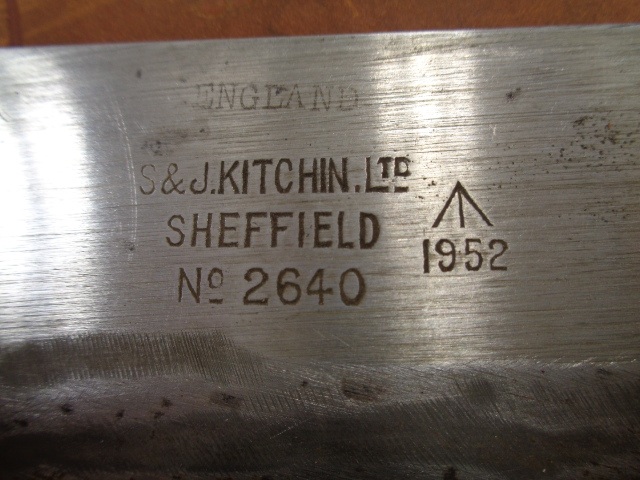 ENGLAND
S & J. KITCHIN. LTD
SHEFFIELD
No 2640
1952